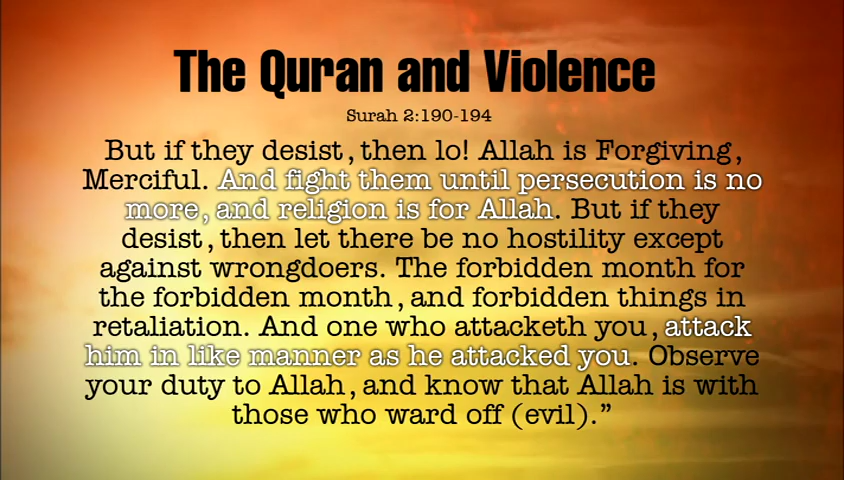 The Quran and Violence
Surah 2:190-194
But if they desist, then lo! Allah is Forgiving,
Merciful. And fight them until persecution is no
more, and religion is for Allah. But if they
desist, then let there be no hostility except
against wrongdoers. The forbidden month for
the forbidden month, and forbidden things in
retaliation. And one who attacketh you, attack
him in like manner as he attacked you. Observe
your duty to Allah, and know that Allah is with
those who ward off (evil).”